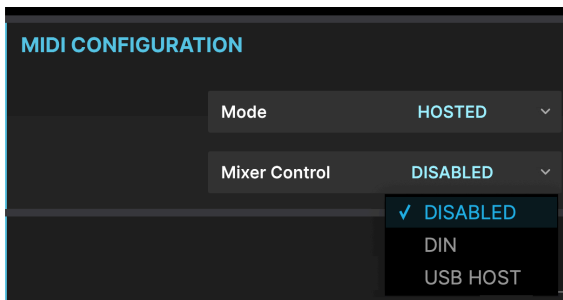 MIDI CONFIGURATION
Mode HOSTED
Mixer Control DISABLED
✓ DISABLED
DIN
USB HOST